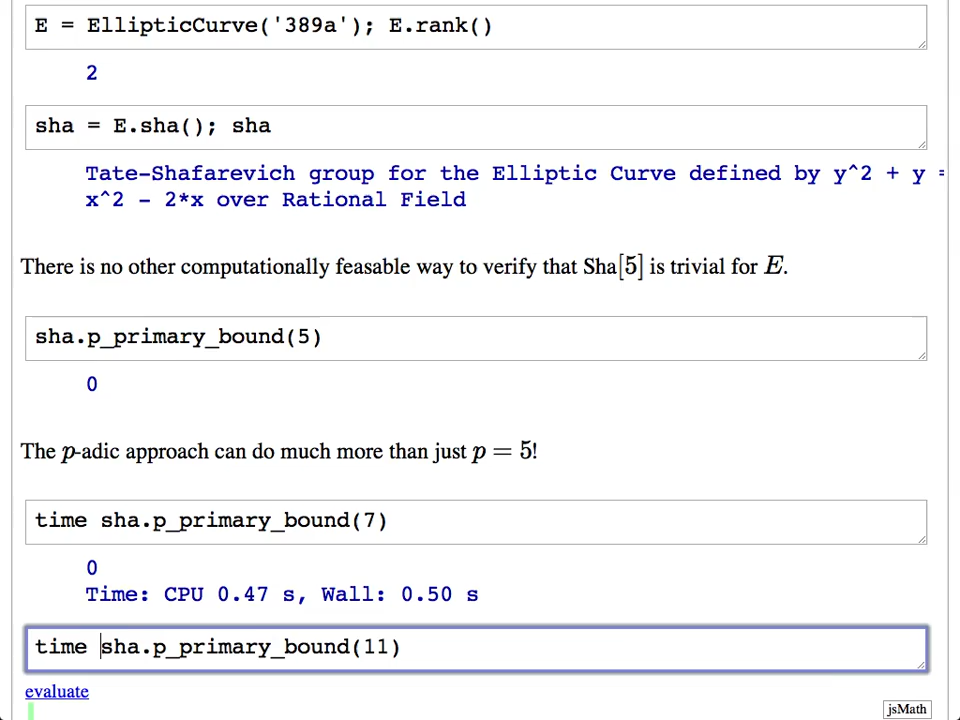 E = EllipticCurve('389a'); E.rank()
2
sha = E.sha(); sha
Tate-Shafarevich group for the Elliptic Curve defined by y^2 + y =
x^2 - 2*x over Rational Field
There is no other computationally feasable way to verify that Sha[5] is trivial for E.
sha.p_primary_bound(5)
0
The p-adic approach can do much more than just p = 5!
time sha.p_primary_bound(7)
0
Time: CPU 0.47 s, Wall: 0.50 s
time sha.p_primary_bound(11)
evaluate
jsMath